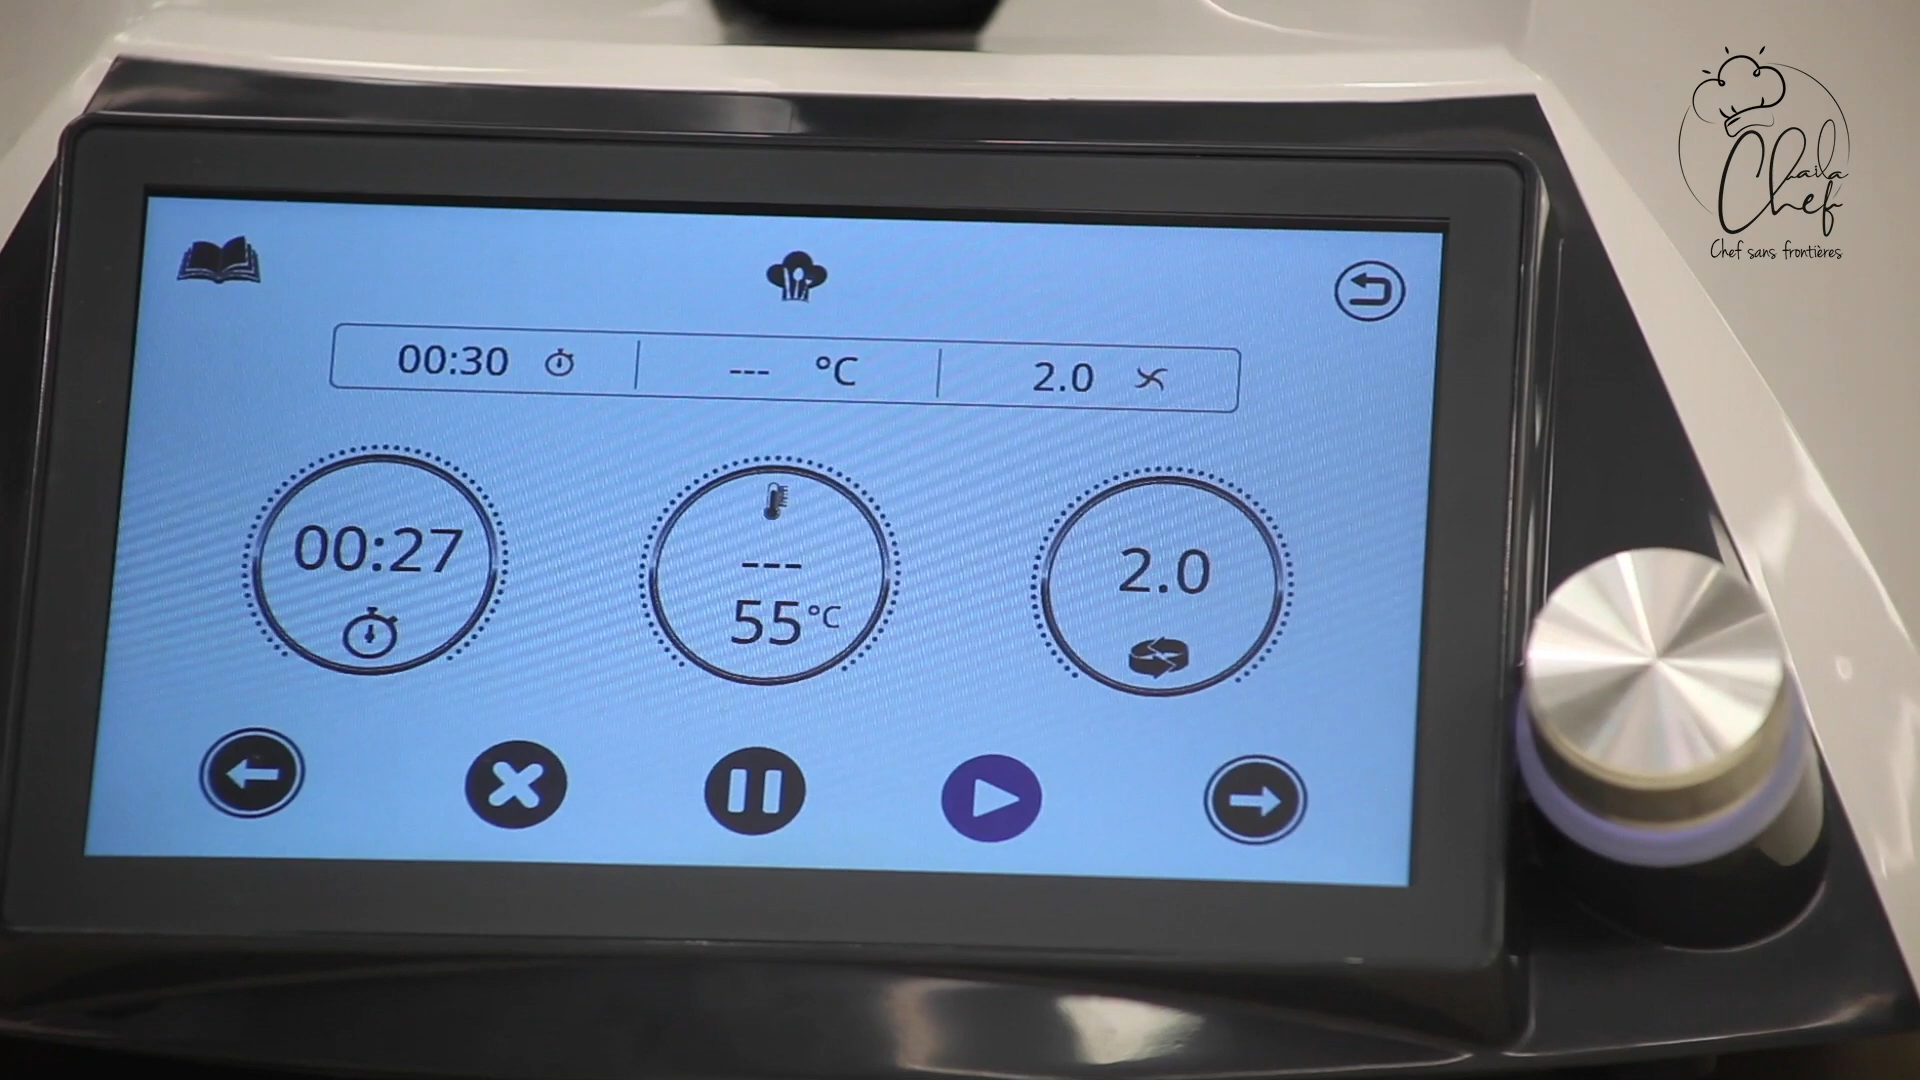 Chaila
Chef
Chef sans frontières
00:30 --- °C 2.0
00:27
---
55°C
2.0